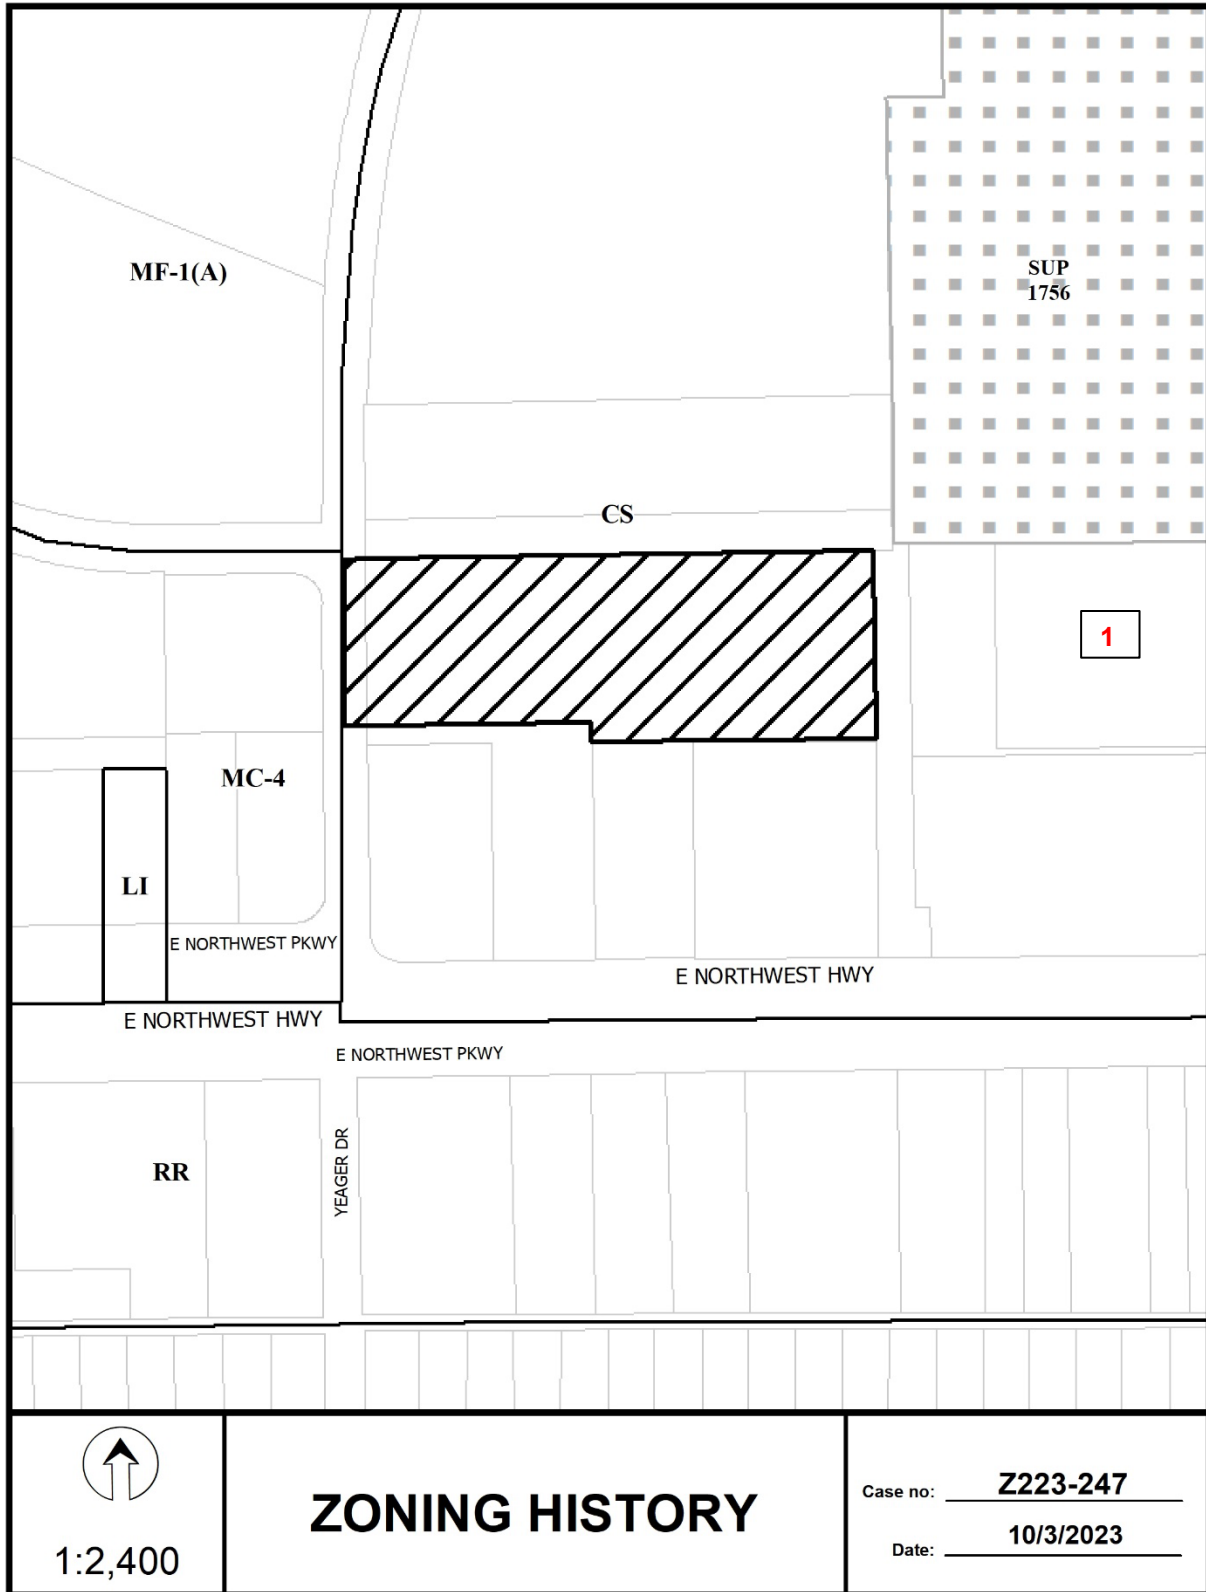 MF-1(A)
SUP
1756
CS
1
MC-4
LI
E NORTHWEST PKWY
E NORTHWEST HWY
E NORTHWEST HWY
E NORTHWEST PKWY
YEAGER DR
RR
1:2,400
ZONING HISTORY
Case no: Z223-247
Date: 10/3/2023